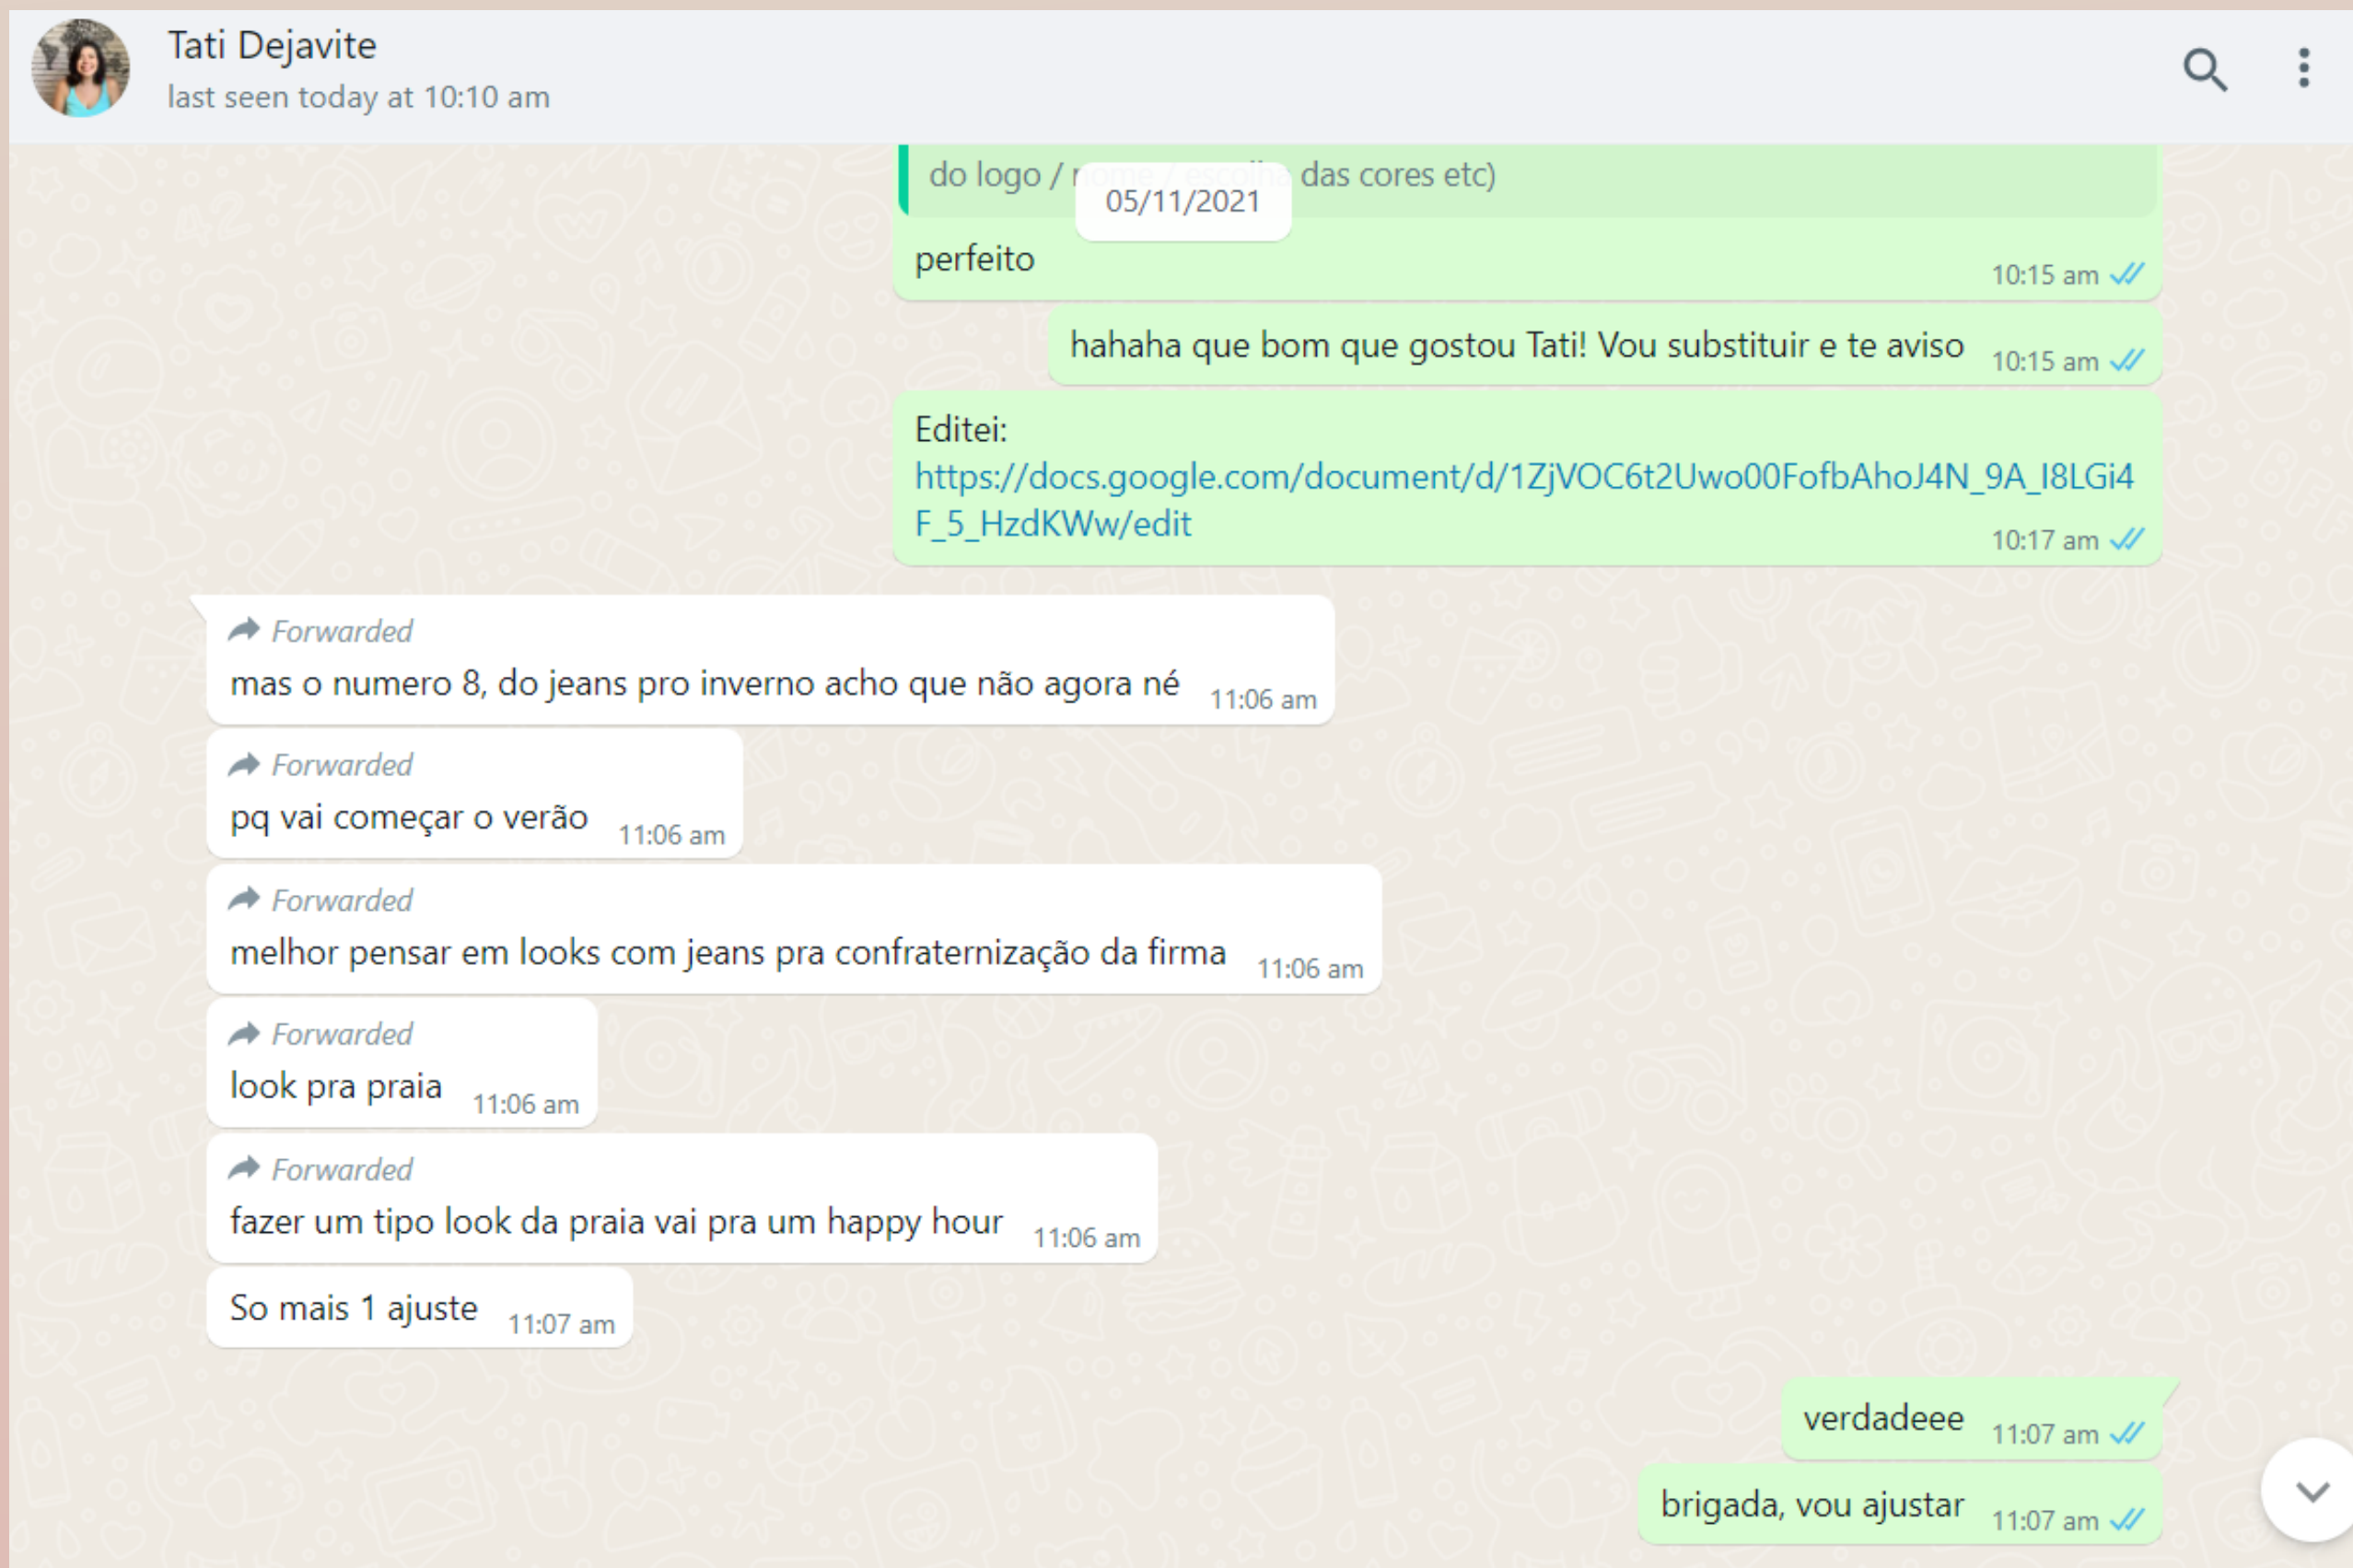 Tati Dejavite
last seen today at 10:10 am
do logo / nome / escolha das cores etc)
05/11/2021
perfeito
10:15 am
hahaha que bom que gostou Tati! Vou substituir e te aviso
10:15 am
Editei:
https://docs.google.com/document/d/1ZjVOC6t2Uwo00FofbAhoJ4N_9A_I8LGi4
F_5_HzdKWw/edit
10:17 am
Forwarded
mas o numero 8, do jeans pro inverno acho que não agora né
11:06 am
Forwarded
pq vai começar o verão
11:06 am
Forwarded
melhor pensar em looks com jeans pra confraternização da firma
11:06 am
Forwarded
look pra praia
11:06 am
Forwarded
fazer um tipo look da praia vai pra um happy hour
11:06 am
So mais 1 ajuste
11:07 am
verdadeee
11:07 am
brigada, vou ajustar
11:07 am